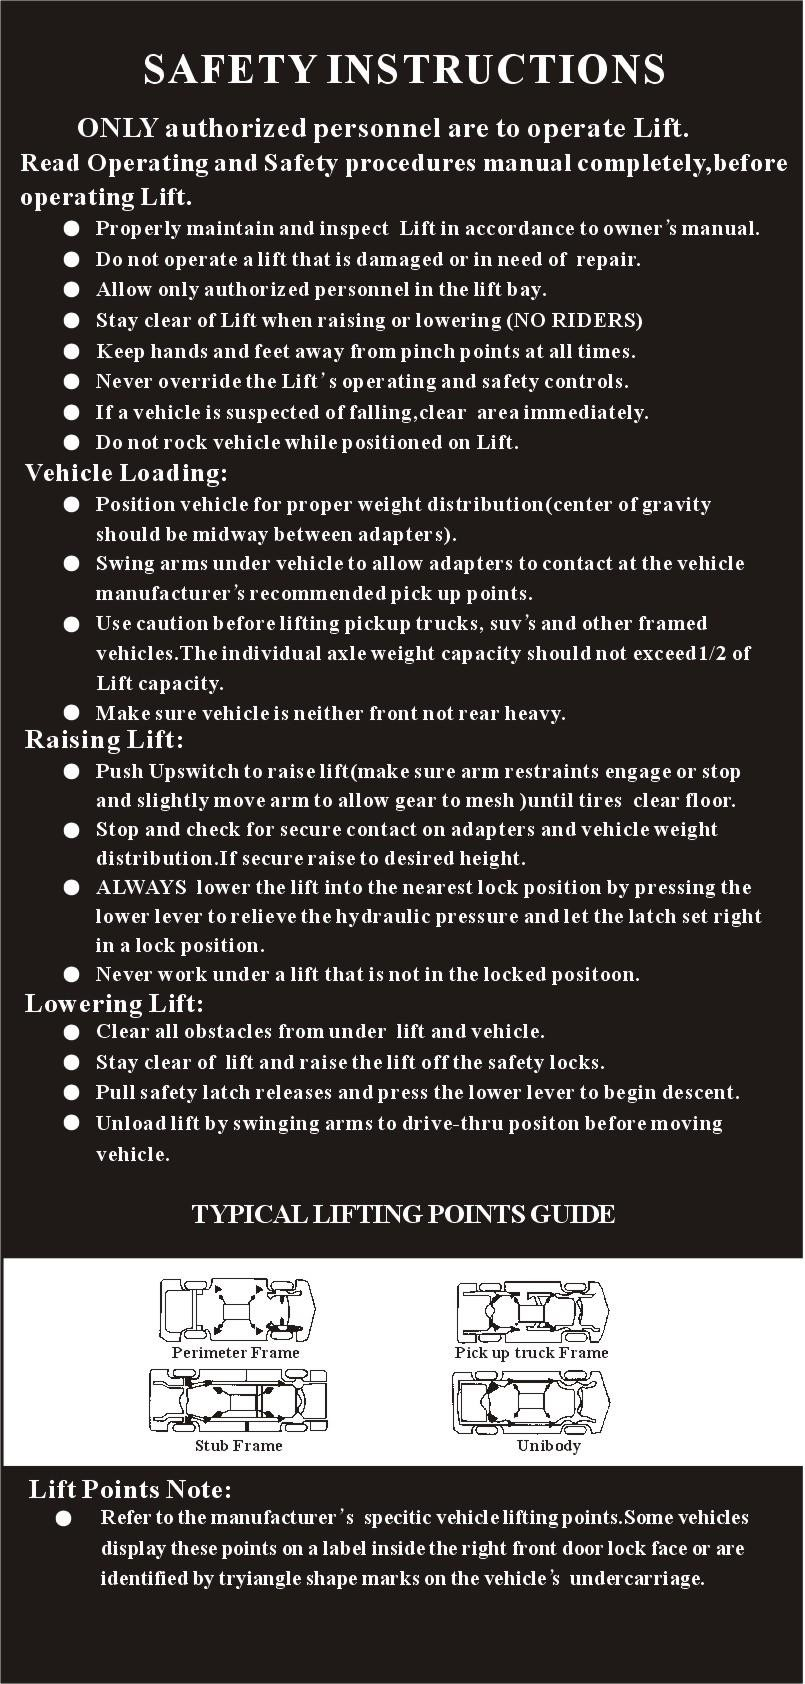 SAFETY INSTRUCTIONS
ONLY authorized personnel are to operate Lift.
Read Operating and Safety procedures manual completely,before
operating Lift.
● Properly maintain and inspect Lift in accordance to owner's manual.
● Do not operate a lift that is damaged or in need of repair.
● Allow only authorized personnel in the lift bay.
● Stay clear of Lift when raising or lowering (NO RIDERS)
● Keep hands and feet away from pinch points at all times.
● Never override the Lift's operating and safety controls.
● If a vehicle is suspected of falling,clear area immediately.
● Do not rock vehicle while positioned on Lift.
Vehicle Loading:
● Position vehicle for proper weight distribution(center of gravity
should be midway between adapters).
● Swing arms under vehicle to allow adapters to contact at the vehicle
manufacturer's recommended pick up points.
● Use caution before lifting pickup trucks, suv's and other framed
vehicles.The individual axle weight capacity should not exceed1/2 of
Lift capacity.
● Make sure vehicle is neither front not rear heavy.
Raising Lift:
● Push Upswitch to raise lift(make sure arm restraints engage or stop
and slightly move arm to allow gear to mesh )until tires clear floor.
● Stop and check for secure contact on adapters and vehicle weight
distribution.If secure raise to desired height.
● ALWAYS lower the lift into the nearest lock position by pressing the
lower lever to relieve the hydraulic pressure and let the latch set right
in a lock position.
● Never work under a lift that is not in the locked positoon.
Lowering Lift:
● Clear all obstacles from under lift and vehicle.
● Stay clear of lift and raise the lift off the safety locks.
● Pull safety latch releases and press the lower lever to begin descent.
● Unload lift by swinging arms to drive-thru positon before moving
vehicle.
TYPICAL LIFTING POINTS GUIDE
Perimeter Frame
Pick up truck Frame
Stub Frame
Unibody
Lift Points Note:
● Refer to the manufacturer's specitic vehicle lifting points.Some vehicles
display these points on a label inside the right front door lock face or are
identified by tryiangle shape marks on the vehicle's undercarriage.